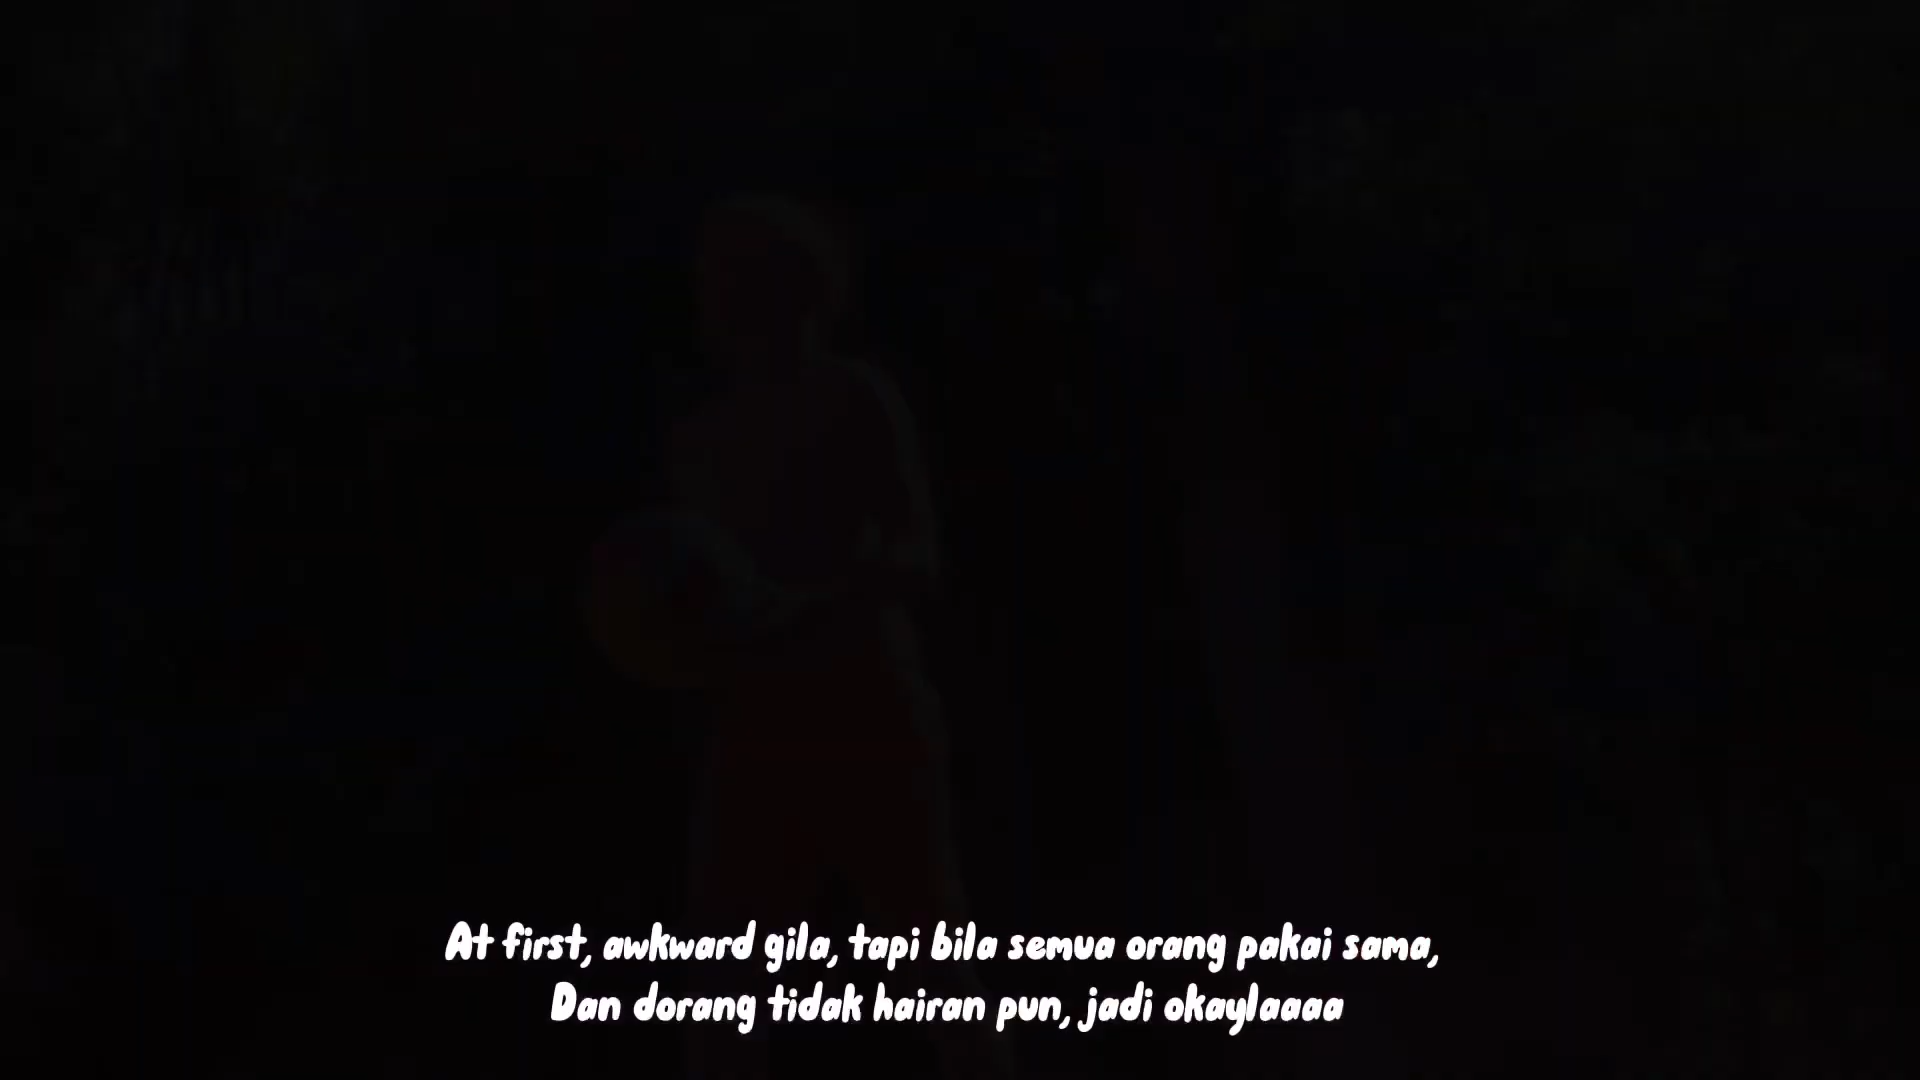 At first, awkward gila, tapi bila semua orang pakai sama,
Dan dorang tidak hairan pun, jadi okaylaaaa